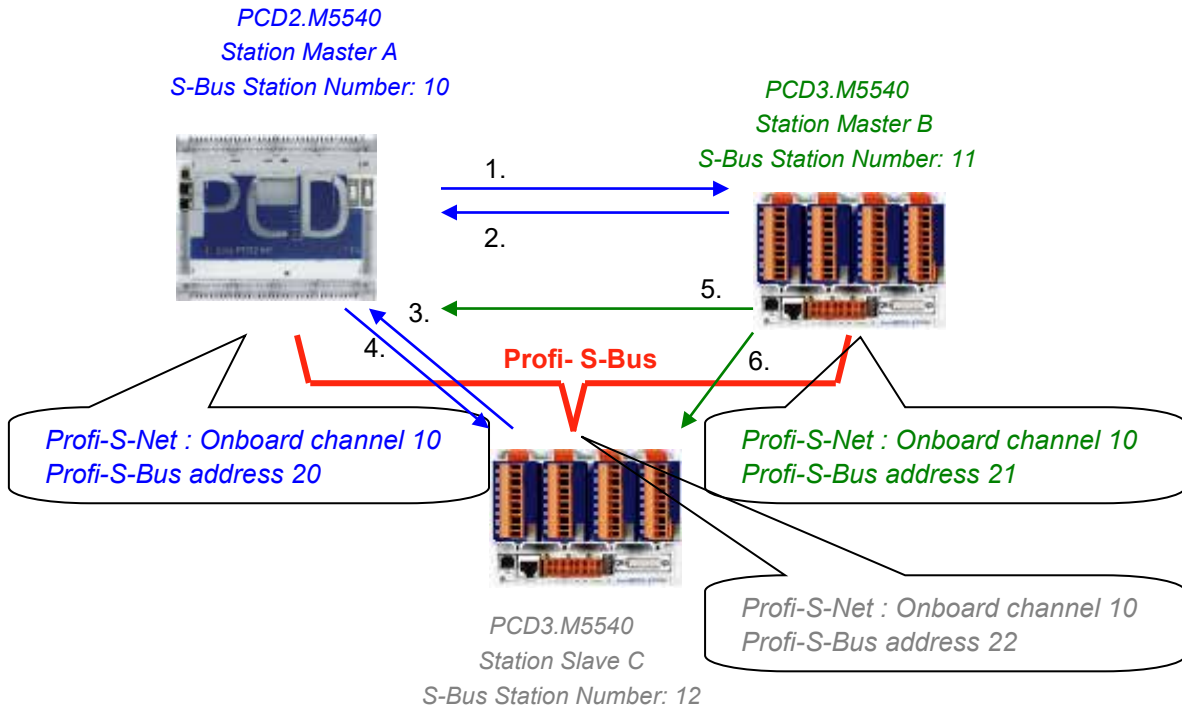 PCD2.M5540
Station Master A
S-Bus Station Number: 10
PCD3.M5540
Station Master B
S-Bus Station Number: 11
PCD
1.
2.
5.
3.
4.
Profi- S-Bus
6.
Profi-S-Net : Onboard channel 10
Profi-S-Bus address 20
Profi-S-Net : Onboard channel 10
Profi-S-Bus address 21
Profi-S-Net : Onboard channel 10
Profi-S-Bus address 22
PCD3.M5540
Station Slave C
S-Bus Station Number: 12